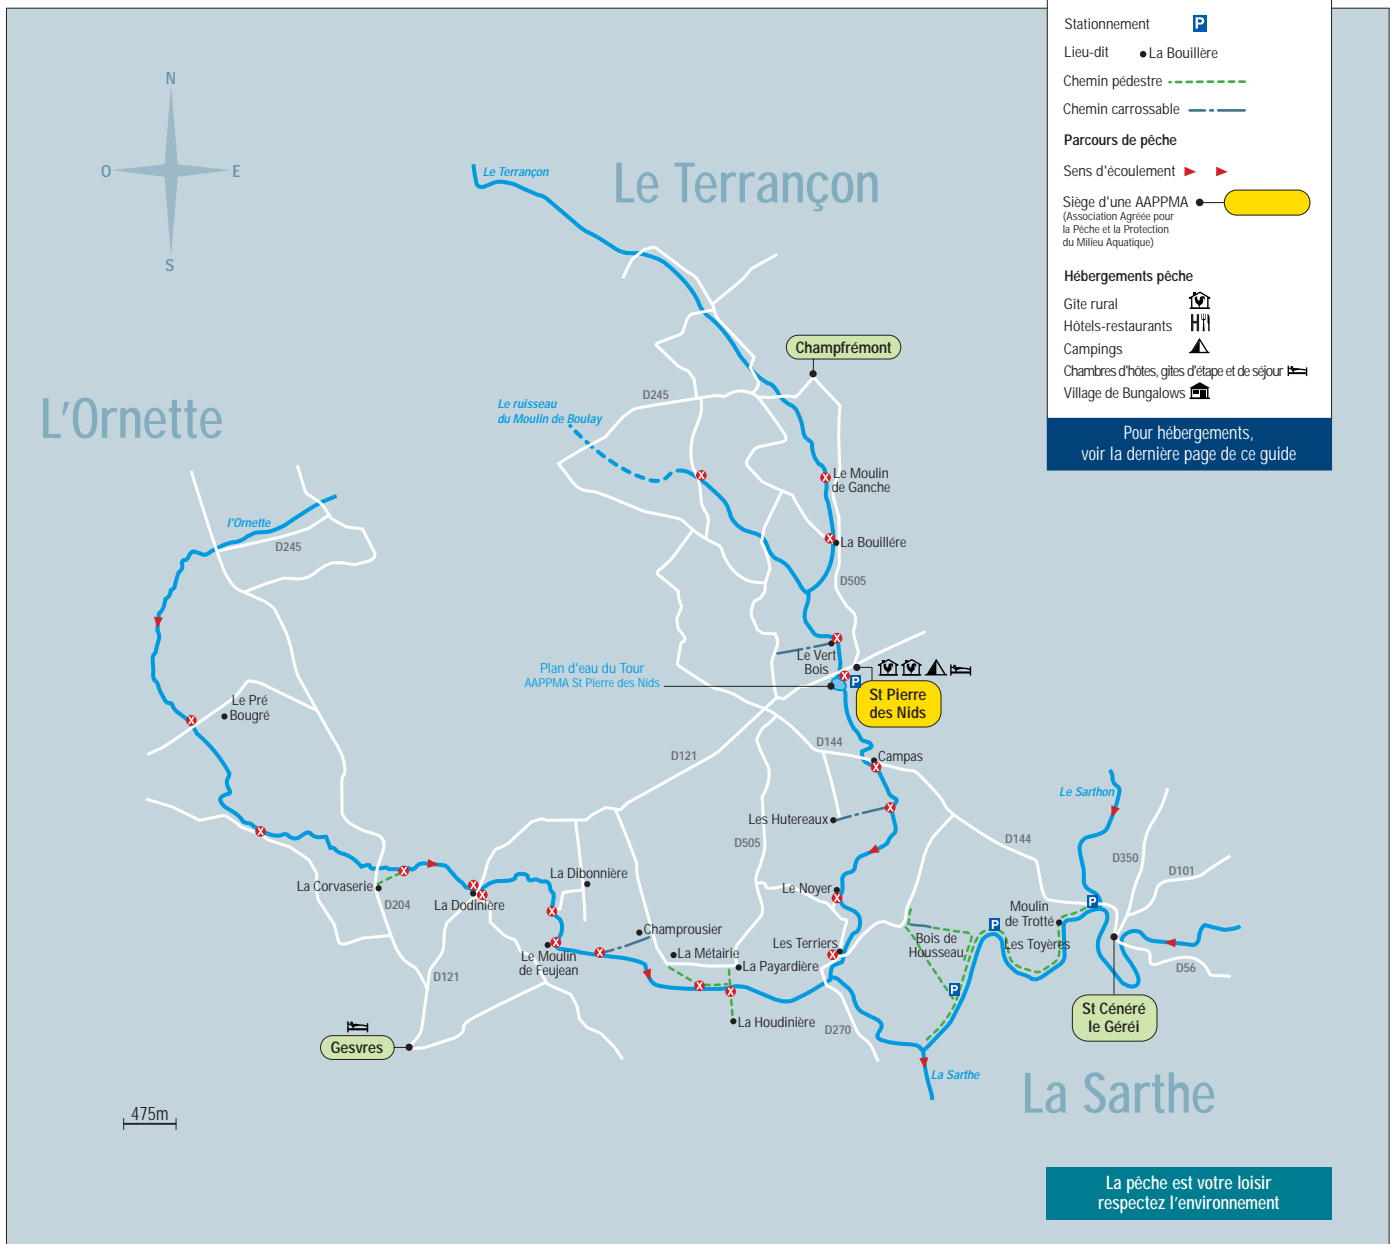 Stationnement P
Lieu-dit La Bouillère
Chemin pédestre
Chemin carrossable
Parcours de pêche
Sens d'écoulement
Siège d'une AAPPMA
(Association Agréée pour
la Pêche et la Protection
du Milieu Aquatique)
Hébergements pêche
Gîte rural
Hôtels-restaurants
Campings
Chambres d'hôtes, gites d'étape et de séjour
Village de Bungalows
Pour hébergements,
voir la dernière page de ce guide
N
O
E
S
Le Terrançon
Le Terrançon
Champfrémont
D245
Le ruisseau
du Moulin de Boulay
L'Ornette
l'Ornette
D245
Le Moulin
de Ganche
La Bouillére
D505
Le Vert
Bois
Plan d'eau du Tour
AAPPMA St Pierre des Nids
P
St Pierre
des Nids
Le Pré
Bougré
D121
D144
Campas
Les Hutereaux
D505
Le Sarthon
D144
D350
D101
La Corvaserie
D204
La Dodinière
La Dibonnière
Le Noyer
Champrousier
La Métairie
Les Terriers
La Payardière
Le Moulin
de Feujean
D121
Bois de
Housseau
P
P
Moulin
de Trotté
Les Toyères
P
D56
St Cénéré
le Géréi
La Houdinière
D270
Gesvres
La Sarthe
La Sarthe
475m
La pêche est votre loisir
respectez l'environnement